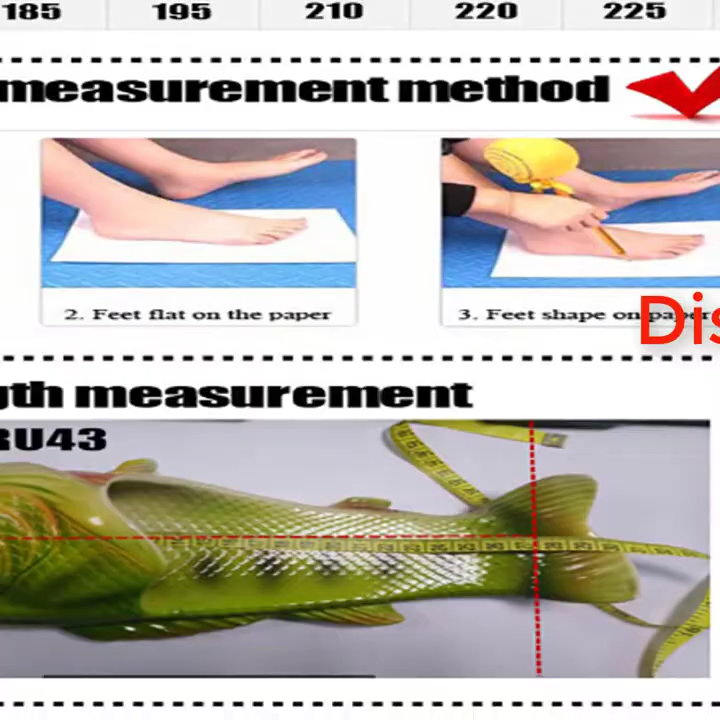 185 195 210 220 225
measurement method
2. Feet flat on the paper
3. Feet shape on paper
Dis
gth measurement
RU43